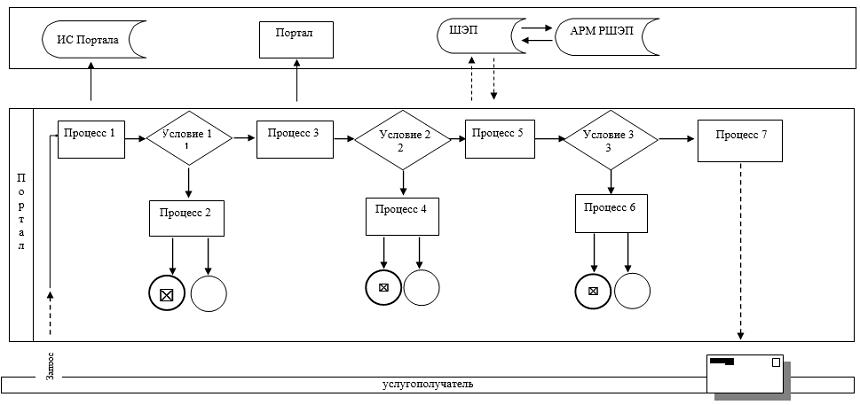 ИС Портала
Портал
ШЭП
АРМ РШЭП
Процесс 1
Условие 1
1
Процесс 3
Условие 2
2
Процесс 5
Условие 3
3
Процесс 7
Процесс 2
Процесс 4
Процесс 6
Портал
Запрос
услугополучатель